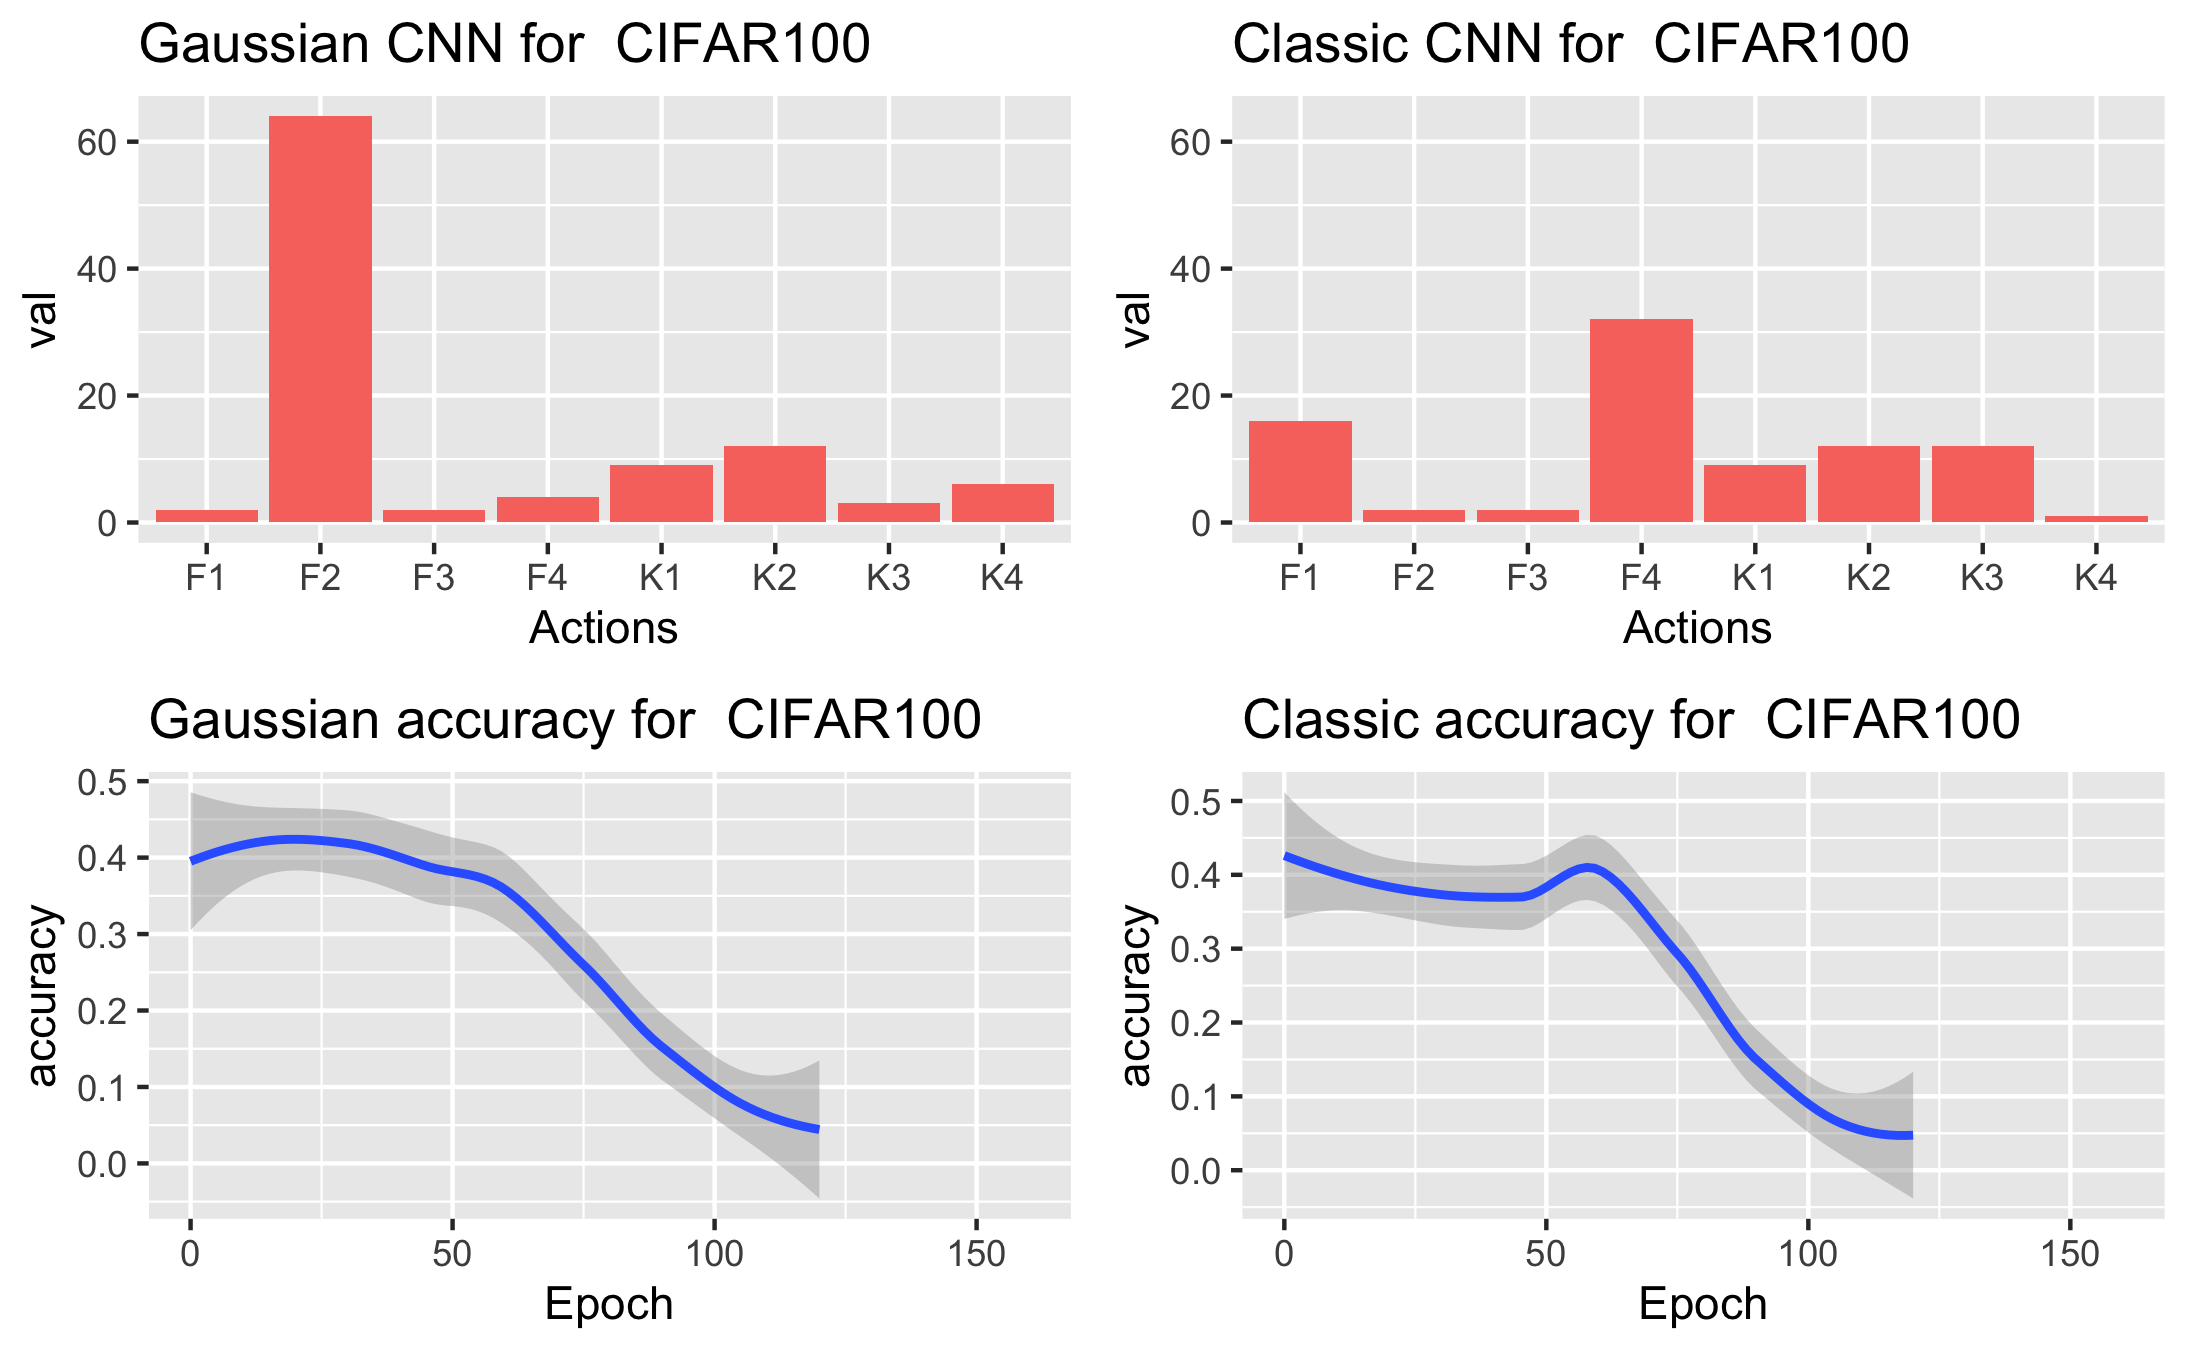 Gaussian CNN for  CIFAR100
60
40
20
0
val
F1 F2 F3 F4 K1 K2 K3 K4
Actions
Classic CNN for  CIFAR100
60
40
20
0
val
F1 F2 F3 F4 K1 K2 K3 K4
Actions
Gaussian accuracy for  CIFAR100
0.5
0.4
0.3
0.2
0.1
0.0
accuracy
0 50 100 150
Epoch
Classic accuracy for  CIFAR100
0.5
0.4
0.3
0.2
0.1
0.0
accuracy
0 50 100 150
Epoch